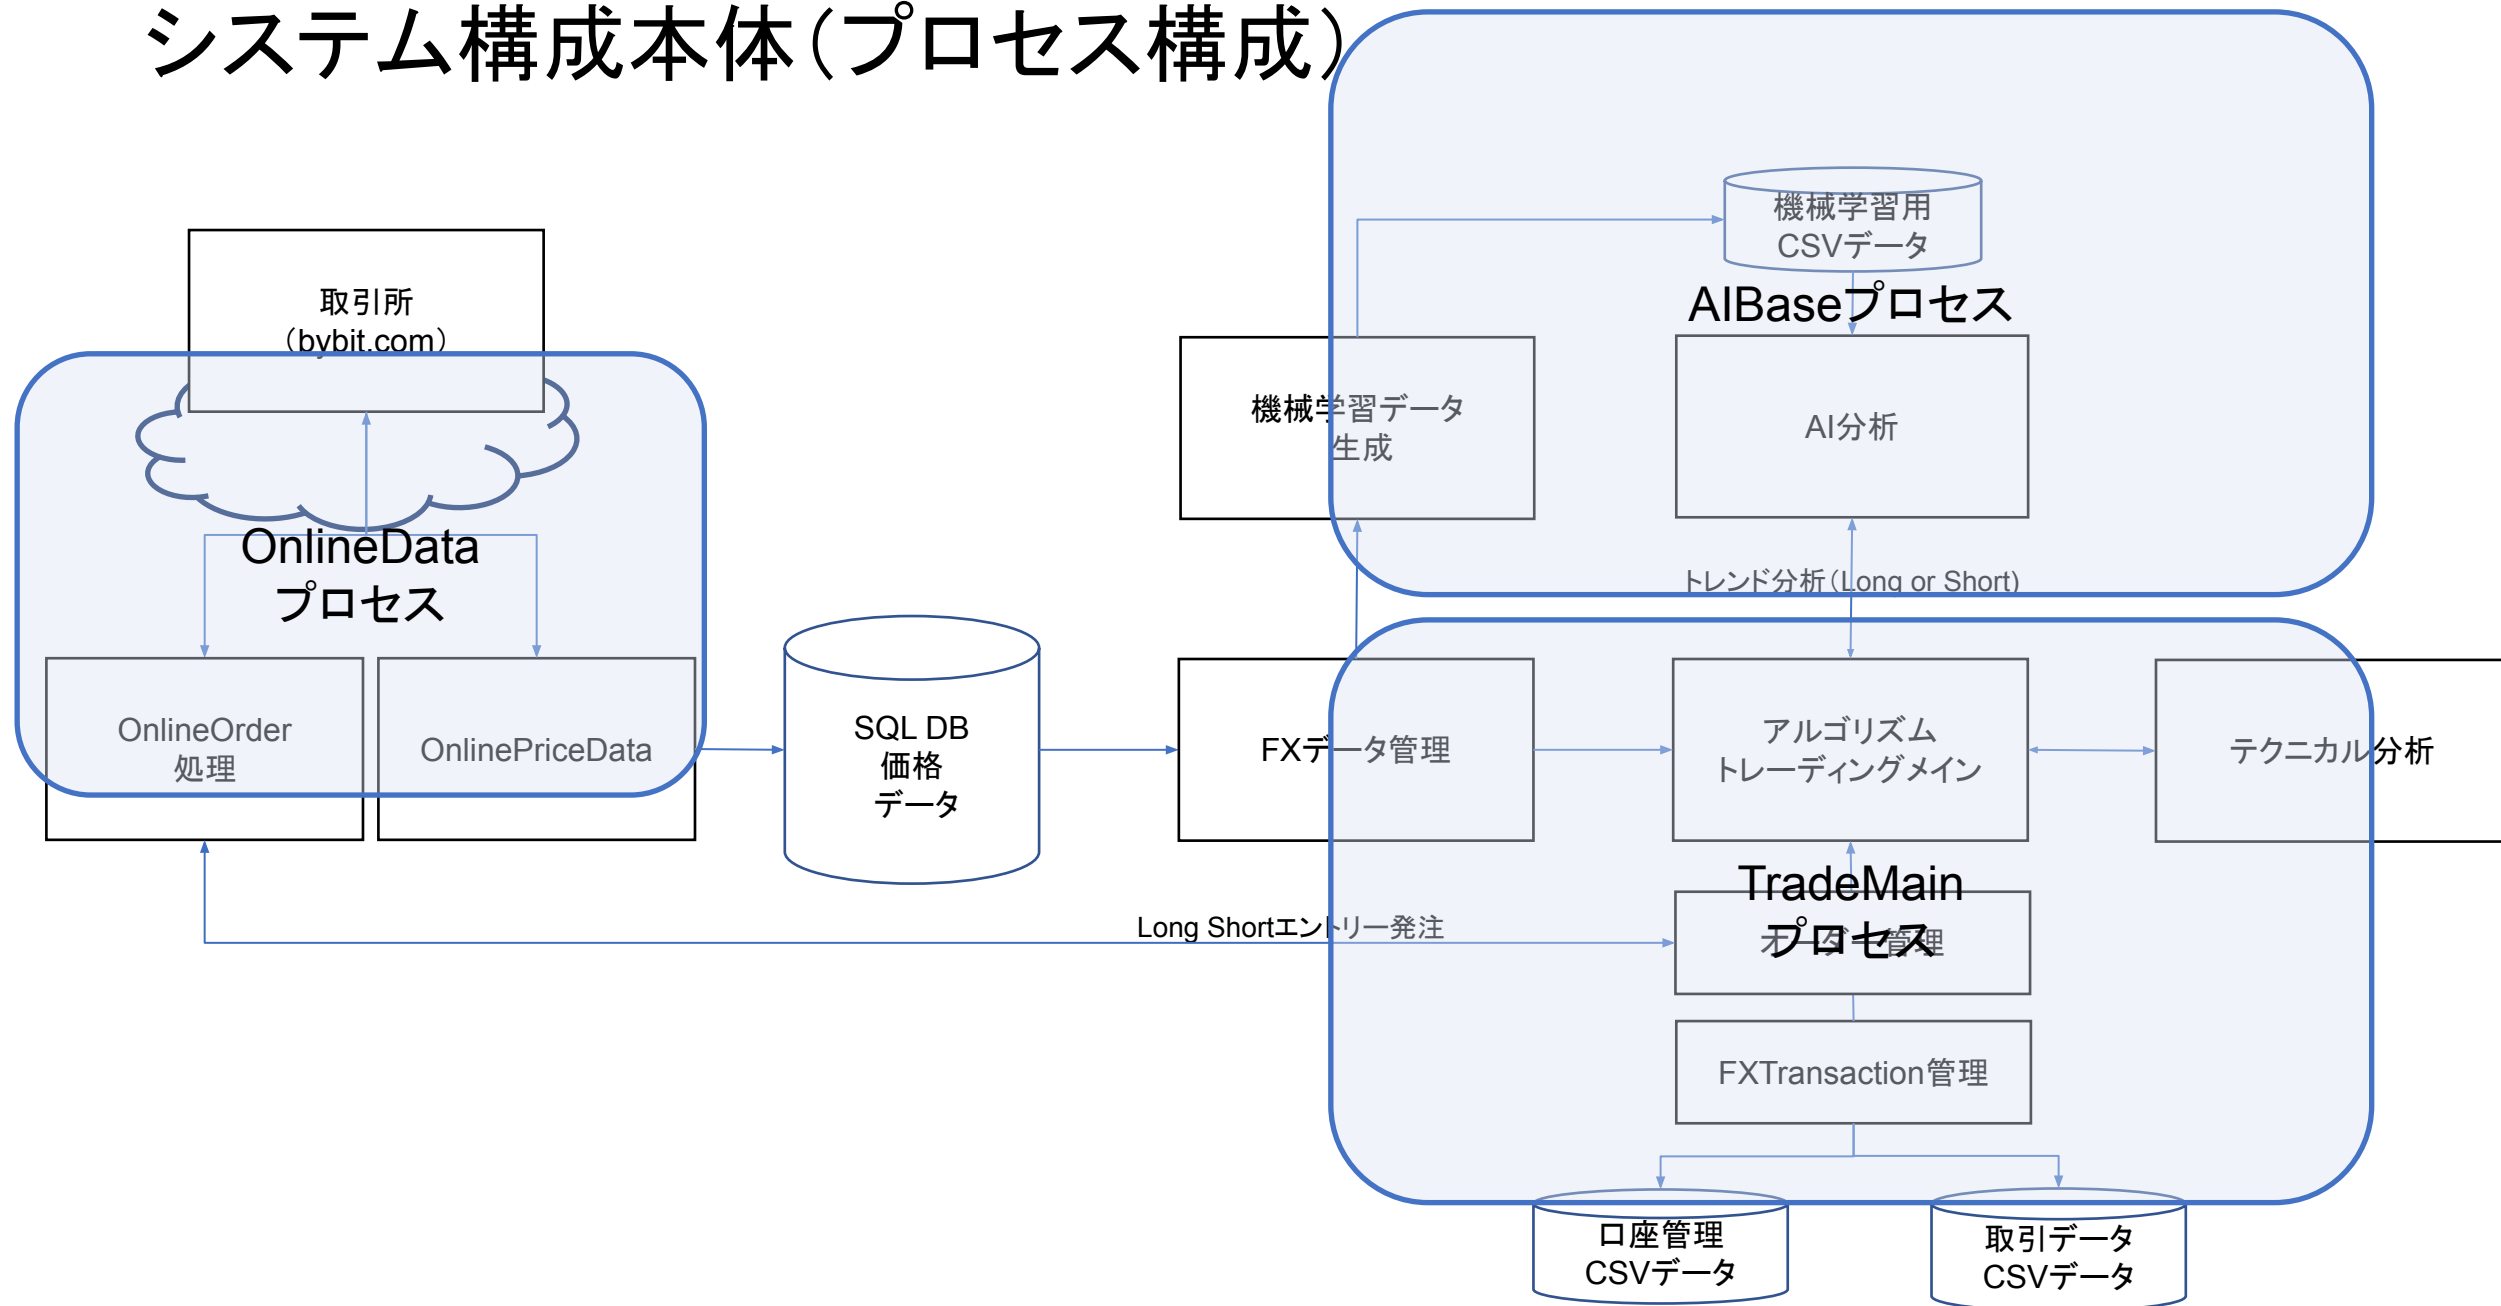 システム構成本体（プロセス構成）
機械学習用
CSVデータ
AIBaseプロセス
取引所
（bybit.com）
機械学習データ
生成
AI分析
OnlineData
プロセス
トレンド分析（Long or Short)
OnlineOrder
処理
OnlinePriceData
SQL DB
価格
データ
FXデータ管理
アルゴリズム
トレーディングメイン
テクニカル分析
TradeMain
プロセス
Long Shortエントリー発注
オーダー管理
FXTransaction管理
口座管理
CSVデータ
取引データ
CSVデータ